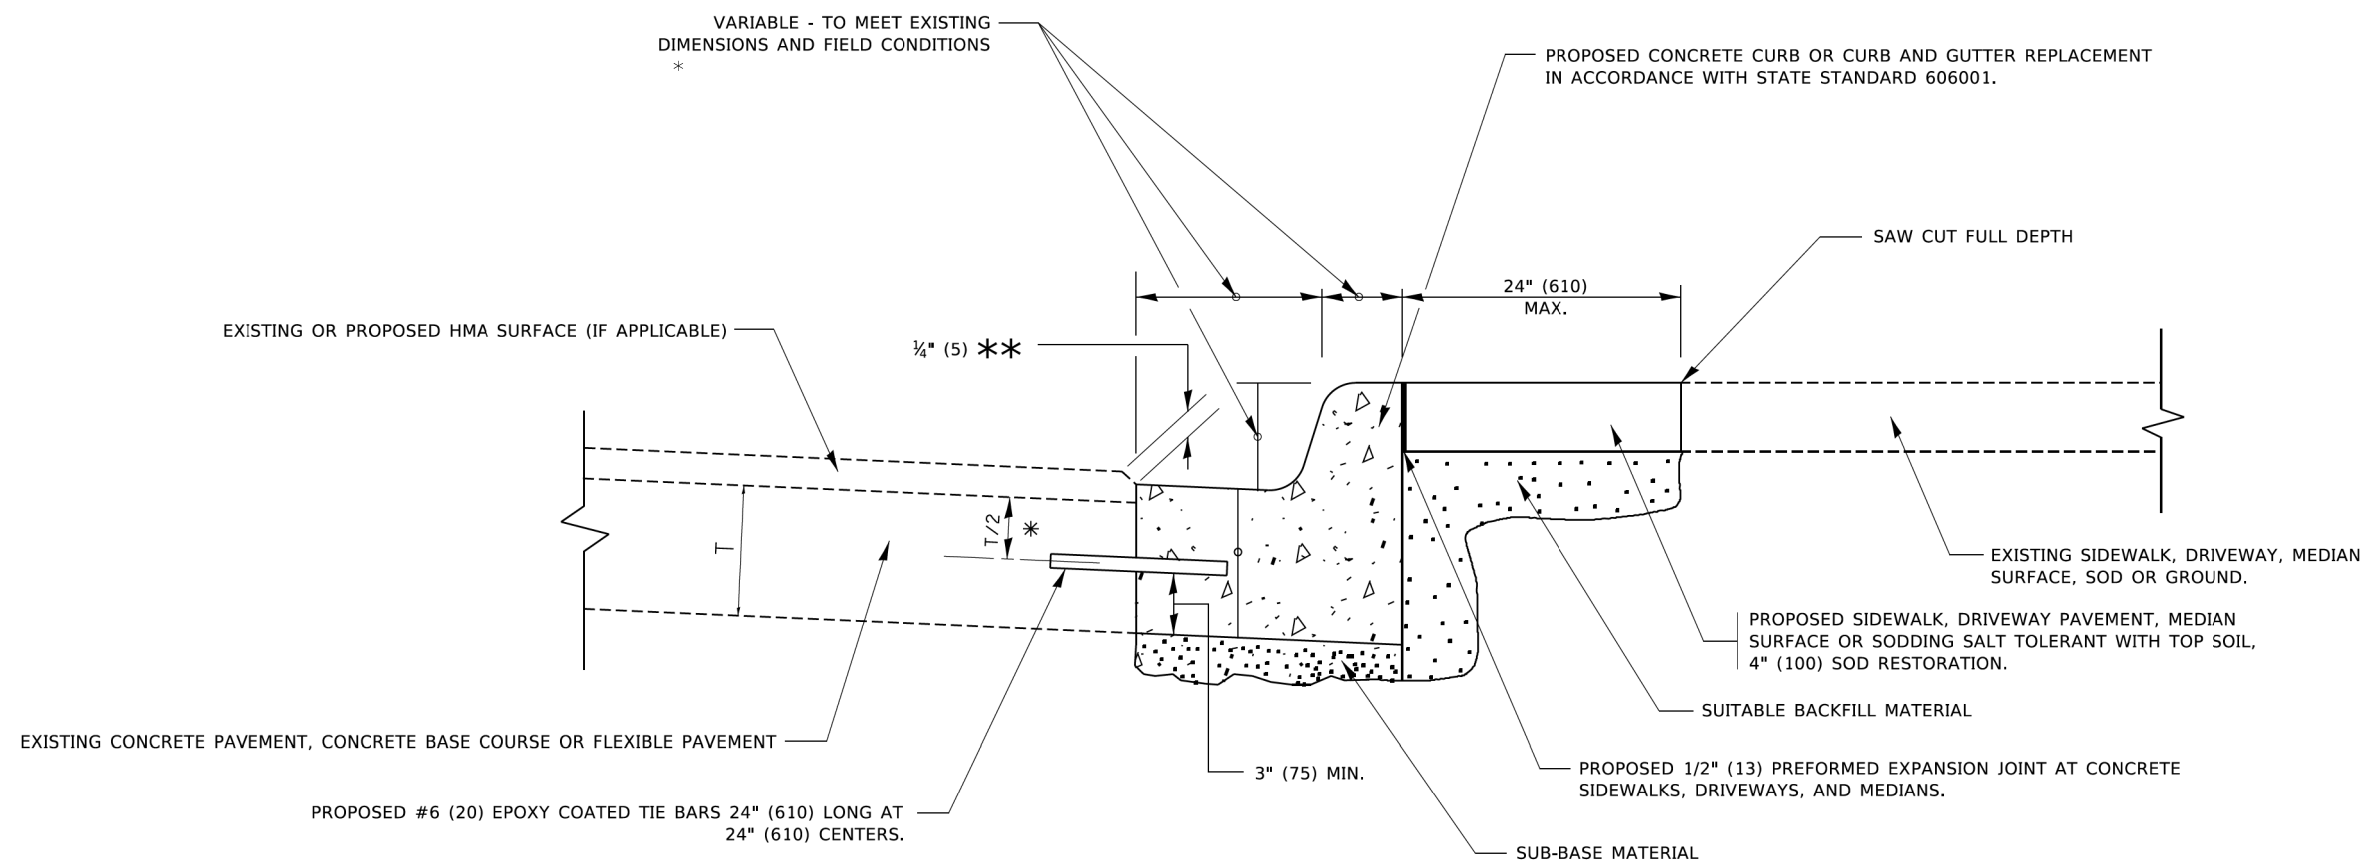 VARIABLE - TO MEET EXISTING
DIMENSIONS AND FIELD CONDITIONS
*
PROPOSED CONCRETE CURB OR CURB AND GUTTER REPLACEMENT
IN ACCORDANCE WITH STATE STANDARD 606001.
SAW CUT FULL DEPTH
24" (610)
MAX.
EXISTING OR PROPOSED HMA SURFACE (IF APPLICABLE)
¼" (5) **
T
T/2
*
EXISTING SIDEWALK, DRIVEWAY, MEDIAN
SURFACE, SOD OR GROUND.
PROPOSED SIDEWALK, DRIVEWAY PAVEMENT, MEDIAN
SURFACE OR SODDING SALT TOLERANT WITH TOP SOIL,
4" (100) SOD RESTORATION.
SUITABLE BACKFILL MATERIAL
EXISTING CONCRETE PAVEMENT, CONCRETE BASE COURSE OR FLEXIBLE PAVEMENT
3" (75) MIN.
PROPOSED 1/2" (13) PREFORMED EXPANSION JOINT AT CONCRETE
SIDEWALKS, DRIVEWAYS, AND MEDIANS.
PROPOSED #6 (20) EPOXY COATED TIE BARS 24" (610) LONG AT
24" (610) CENTERS.
SUB-BASE MATERIAL